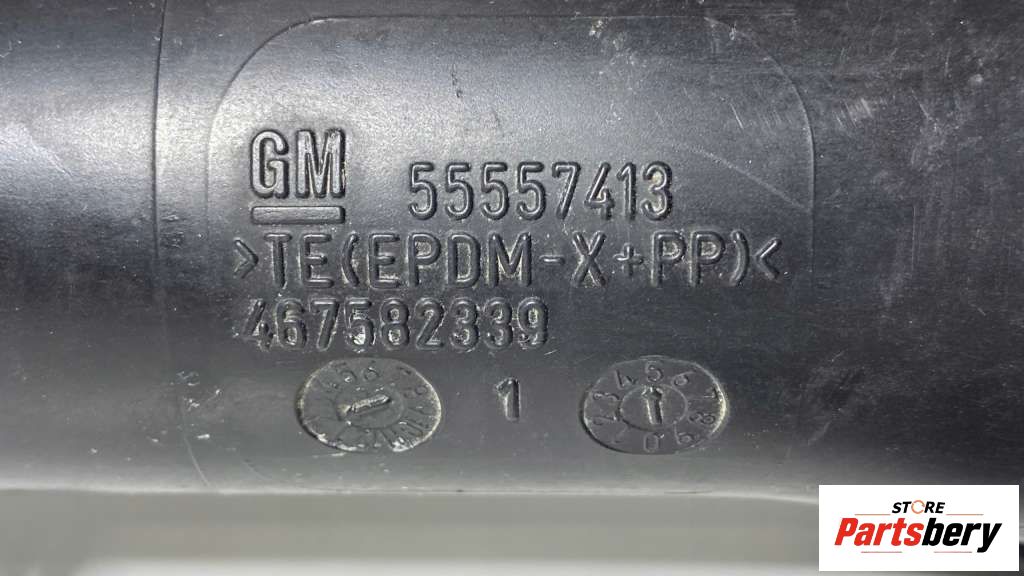 GM 55557413
>TE(EPDM-X+PP)<
467582339
1
STORE
Partsbery